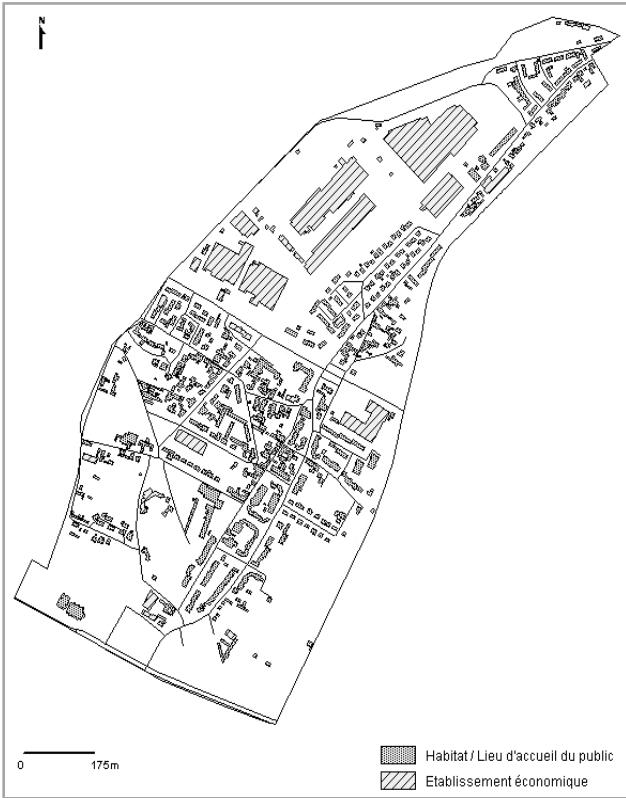 N
0 175m
Habitat / Lieu d'accueil du public
Etablissement économique